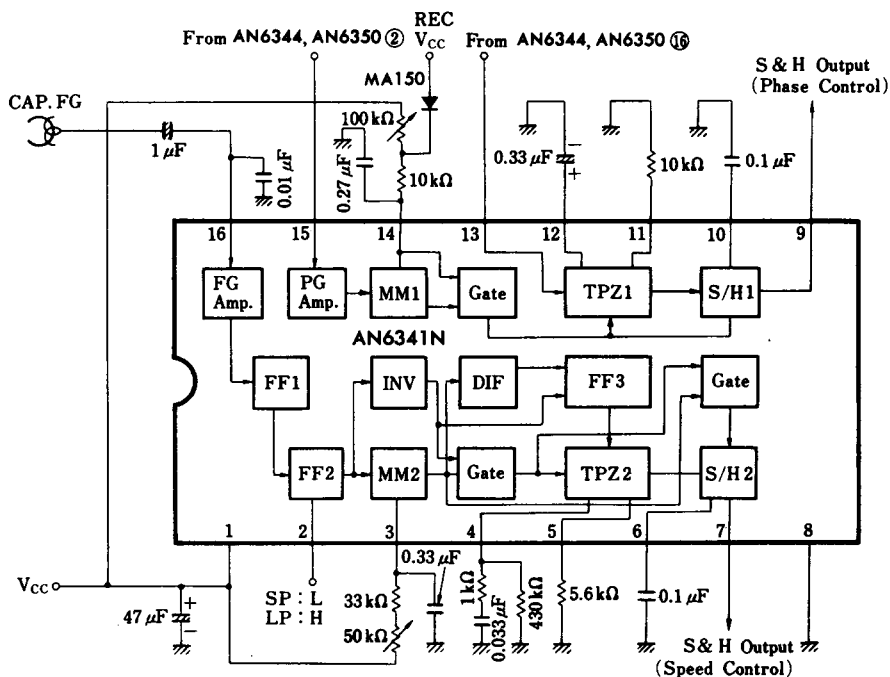 REC
From AN6344, AN6350 ②
V_CC
From AN6344, AN6350 ⑯
S & H Output
(Phase Control)
MA150
CAP. FG
100 kΩ
1 μF
0.01 μF
0.27 μF
10 kΩ
0.33 μF
−
+
10 kΩ
0.1 μF
16
15
14
13
12
11
10
9
FG
Amp.
PG
Amp.
MM1
Gate
TPZ1
S/H1
AN6341N
FF1
INV
DIF
FF3
Gate
FF2
MM2
Gate
TPZ2
S/H2
1
2
3
4
5
6
7
8
V_CC
47 μF
+
−
SP : L
LP : H
33 kΩ
50 kΩ
0.33 μF
1 kΩ
0.033 μF
430 kΩ
5.6 kΩ
0.1 μF
S & H Output
(Speed Control)